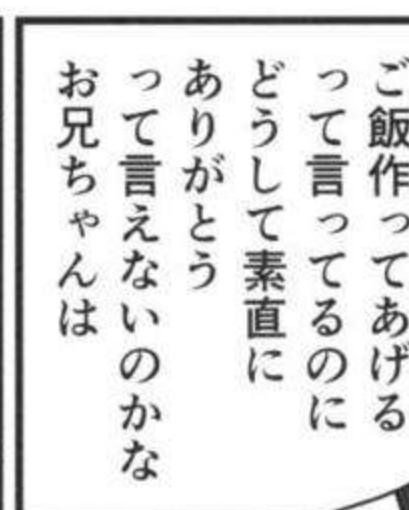 ご飯作ってあげる
って言ってるのに
どうして素直に
ありがとう
って言えないのかな
お兄ちゃんは